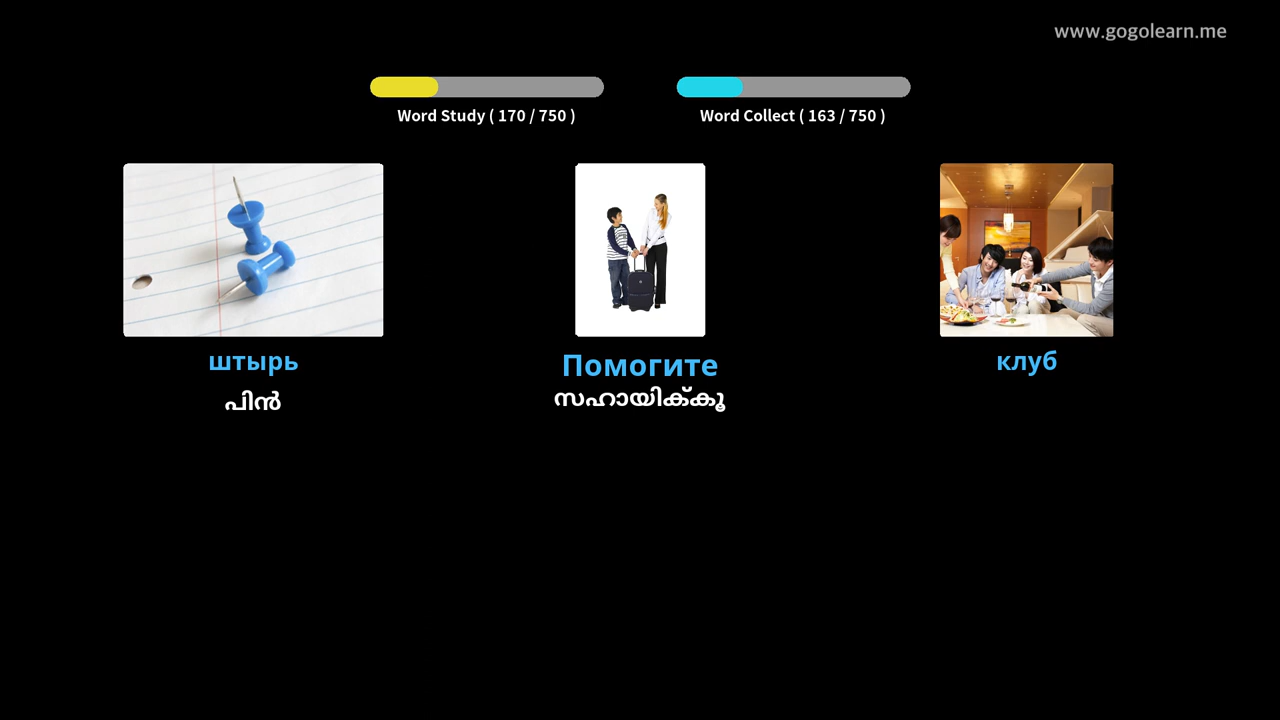 www.gogolearn.me
Word Study ( 170 / 750 )
Word Collect ( 163 / 750 )
штырь
Помогите
клуб
പിൻ
സഹായിക്കൂ